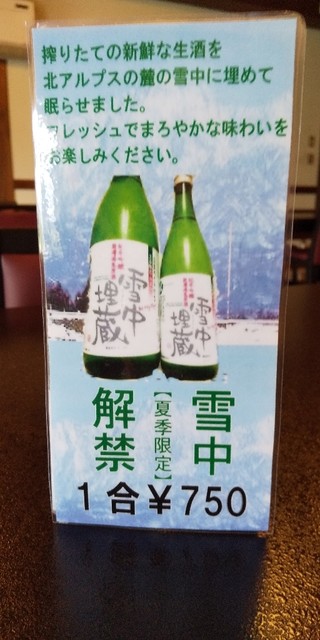 搾りたての新鮮な生酒を
北アルプスの麓の雪中に埋めて
眠らせました。
フレッシュでまろやかな味わいを
お楽しみください。
雪中
埋蔵
雪中
埋蔵
雪中
【夏季限定】
解禁
1合¥750